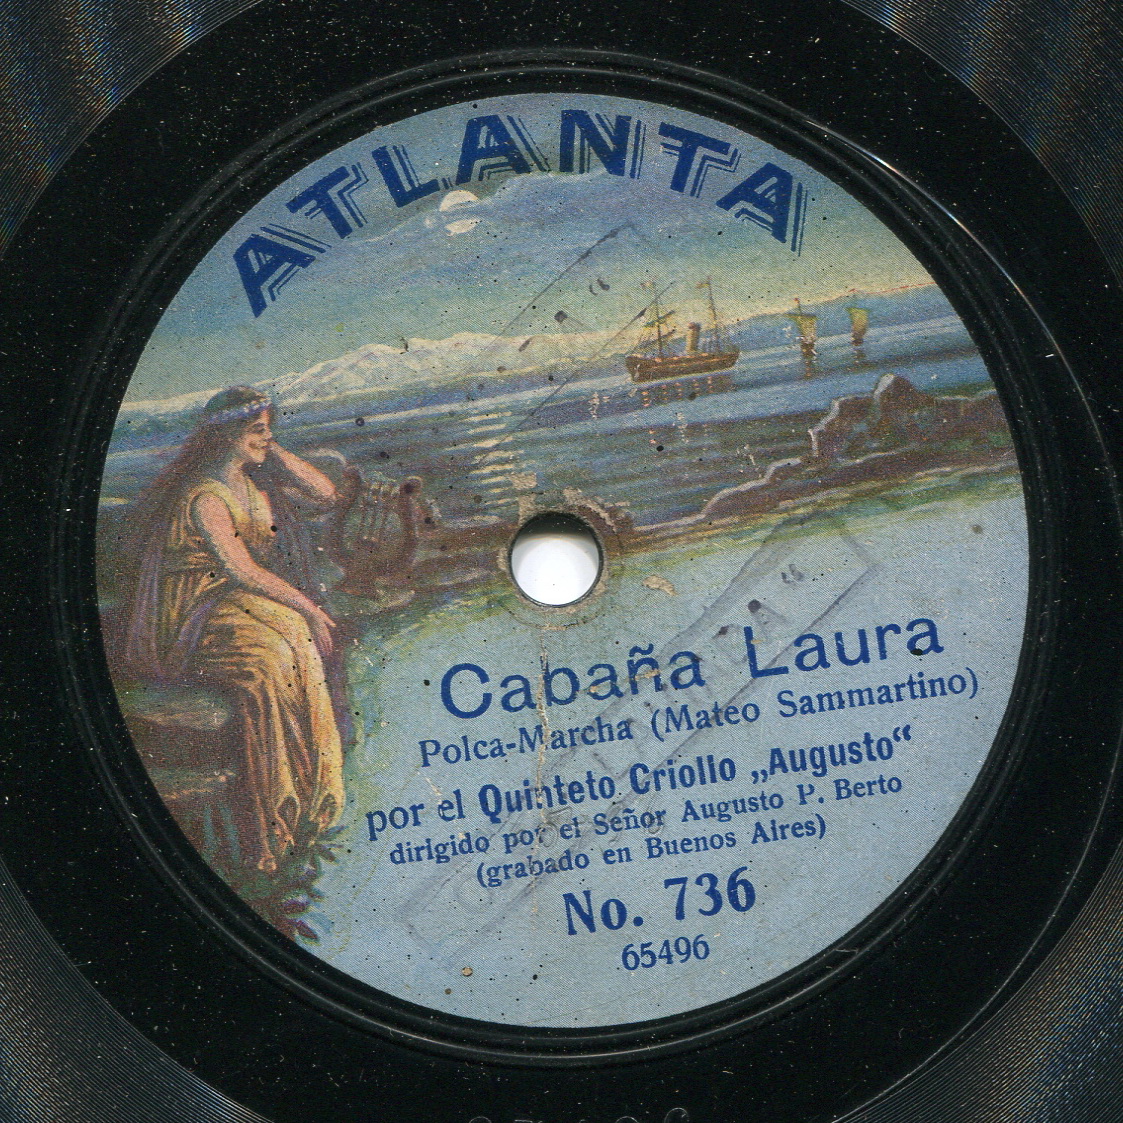 ATLANTA
Cabaña Laura
Polca-Marcha (Mateo Sammartino)
por el Quinteto Criollo „Augusto“
dirigido por el Señor Augusto P. Berto
(grabado en Buenos Aires)
No. 736
65496